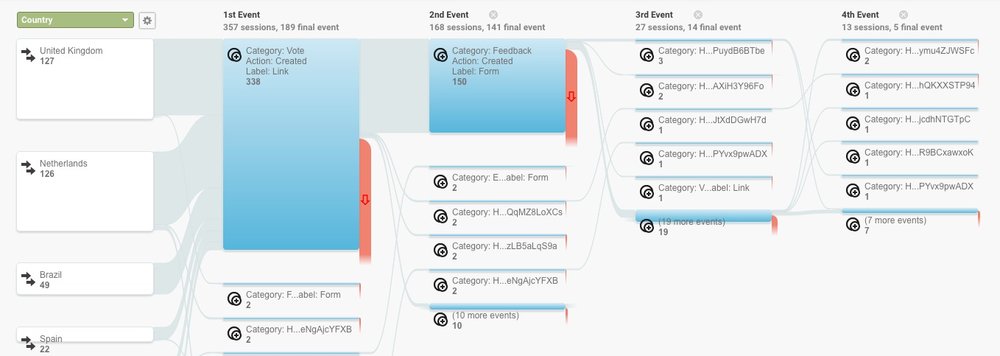 Country
1st Event
357 sessions, 189 final event
2nd Event
168 sessions, 141 final event
3rd Event
27 sessions, 14 final event
4th Event
13 sessions, 5 final event
United Kingdom
127
Netherlands
126
Brazil
49
Spain
22
Category: Vote
Action: Created
Label: Link
338
Category: F...abel: Form
2
Category: H...eNgAjcYFXB
2
Category: Feedback
Action: Created
Label: Form
150
Category: E...abel: Form
2
Category: H...QqMZ8LoXCs
2
Category: H...zLB5aLqS9a
2
Category: H...eNgAjcYFXB
2
(10 more events)
10
Category: H...PuydB6BTbe
3
Category: H...AXiH3Y96Fo
2
Category: H...JtXdDGwH7d
1
Category: H...PYvx9pwADX
1
Category: V...abel: Link
1
(19 more events)
19
Category: H...ymu4ZJWSFc
2
Category: H...hQKXXSTP94
1
Category: H...jcdhNTGTpC
1
Category: H...R9BCxawxoK
1
Category: H...PYvx9pwADX
1
(7 more events)
7